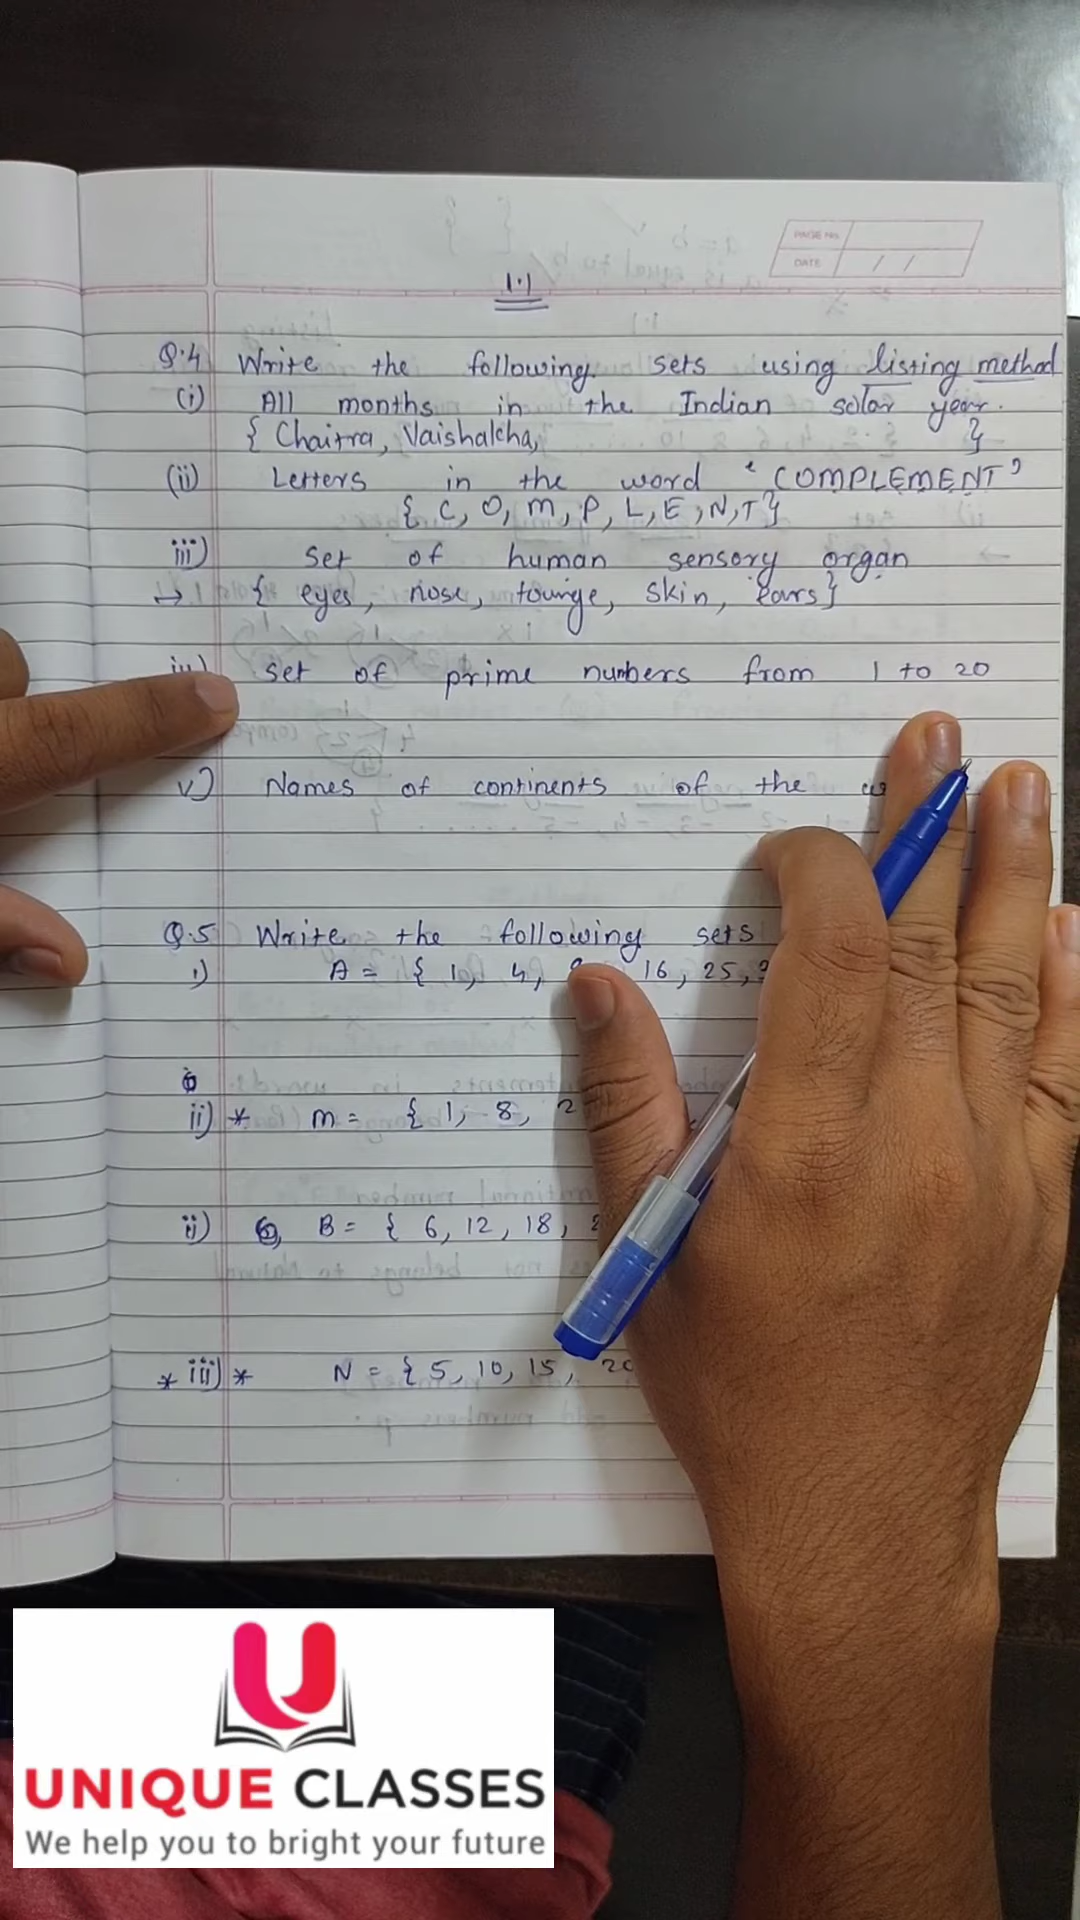 PAGE No.
DATE / /
1.1
Q.4 Write the following sets using listing method
(i) All months in the Indian solar year.
{ Chaitra, Vaishakha, }
(ii) Letters in the word 'COMPLEMENT'
{ C, O, M, P, L, E, N, T}
iii) Set of human sensory organ
→ { eyes, nose, tounge, skin, ears}
iv) Set of prime numbers from 1 to 20
v) Names of continents of the
Q.5 Write the following sets
1) A = { 1, 4, 16, 25,
ii) * M = { 1, 8,
ii) B = { 6, 12, 18,
* iii) * N = { 5, 10, 15, 20
UNIQUE CLASSES
We help you to bright your future